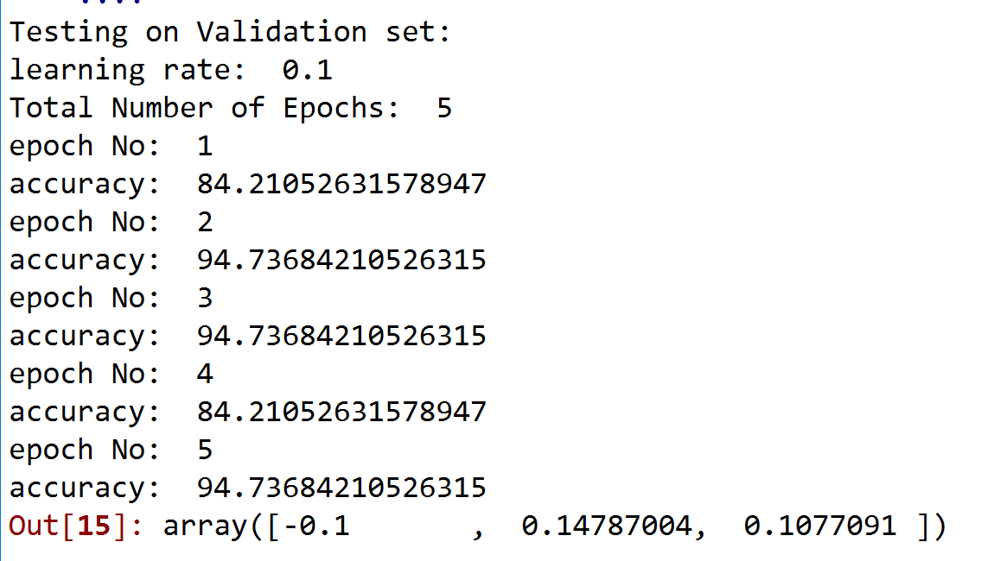 Testing on Validation set:
learning rate:  0.1
Total Number of Epochs:  5
epoch No:  1
accuracy:  84.21052631578947
epoch No:  2
accuracy:  94.73684210526315
epoch No:  3
accuracy:  94.73684210526315
epoch No:  4
accuracy:  84.21052631578947
epoch No:  5
accuracy:  94.73684210526315
Out[15]: array([-0.1      ,  0.14787004,  0.1077091 ])